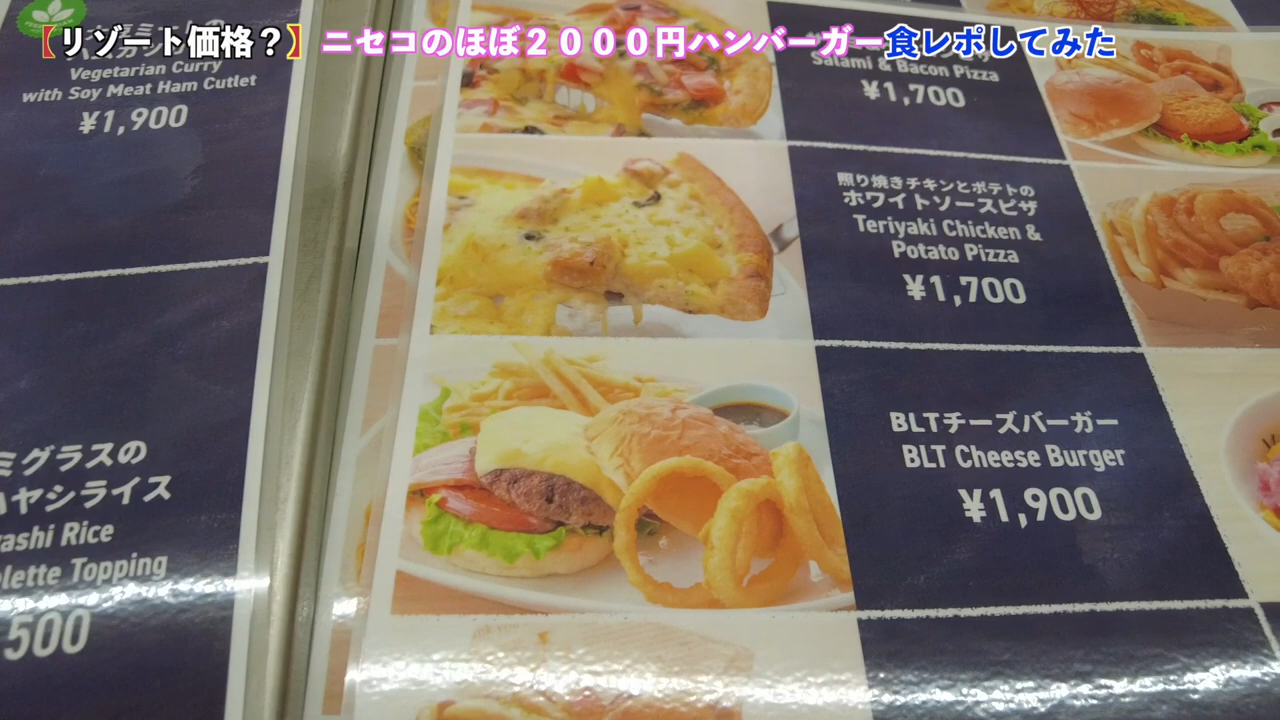 【リゾート価格？】ニセコのほぼ２０００円ハンバーガー食レポしてみた
Vegetarian Curry
with Soy Meat Ham Cutlet
¥1,900
ミグラスの
ハヤシライス
ashi Rice
lette Topping
500
Salami & Bacon Pizza
¥1,700
照り焼きチキンとポテトの
ホワイトソースピザ
Teriyaki Chicken &
Potato Pizza
¥1,700
BLTチーズバーガー
BLT Cheese Burger
¥1,900